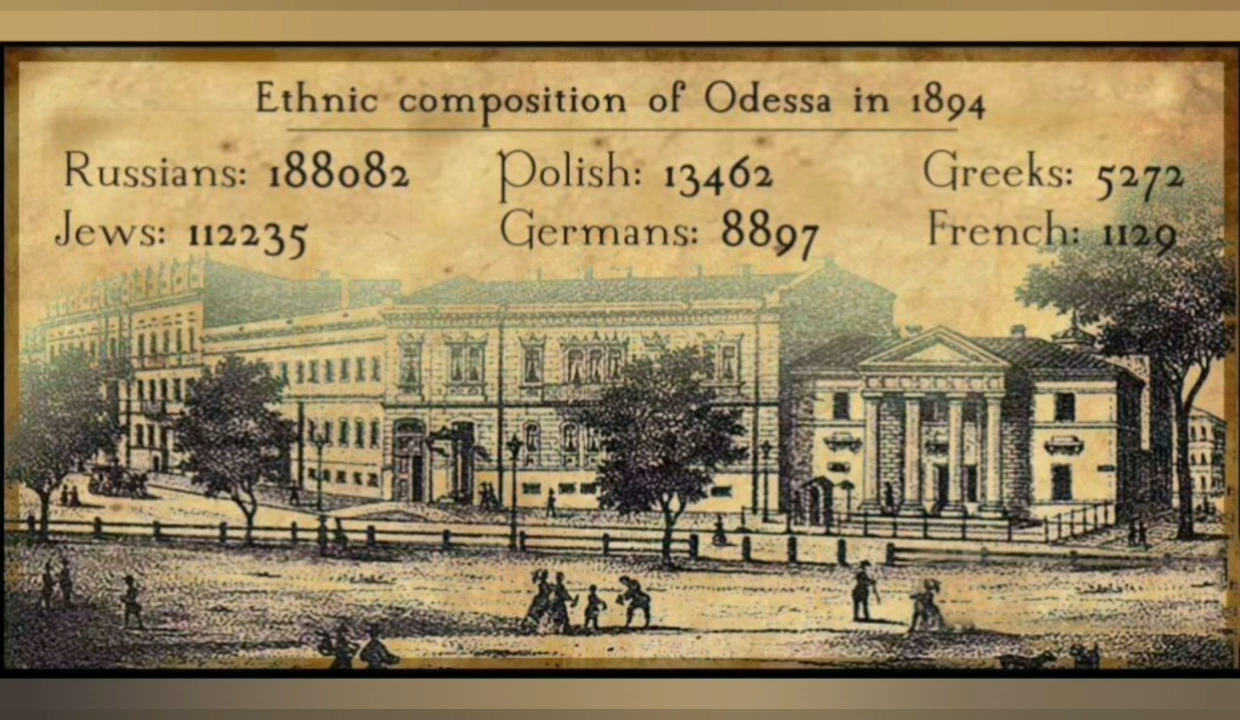 Ethnic composition of Odessa in 1894
Russians: 188082 Polish: 13462 Greeks: 5272
Jews: 112235 Germans: 8897 French: 1129